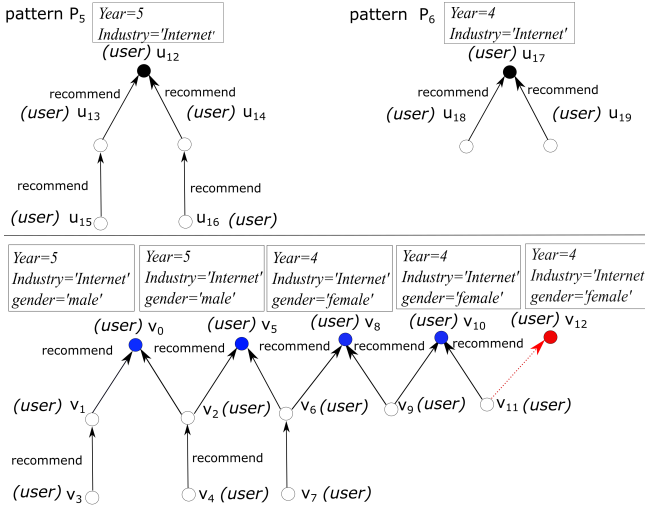 pattern P5
Year=5
Industry='Internet'
(user) u12
recommend recommend
(user) u13 (user) u14
recommend recommend
(user) u15 u16 (user)
pattern P6
Year=4
Industry='Internet'
(user) u17
recommend recommend
(user) u18 (user) u19
Year=5
Industry='Internet'
gender='male'
Year=5
Industry='Internet'
gender='male'
Year=4
Industry='Internet'
gender='female'
Year=4
Industry='Internet'
gender='female'
Year=4
Industry='Internet'
gender='female'
(user) v0 (user) v5 (user) v8 (user) v10 (user) v12
recommend recommend recommend recommend recommend
(user) v1 v2 (user) v6 (user) v9 (user) v11 (user)
recommend recommend
(user) v3 v4 (user) v7 (user)